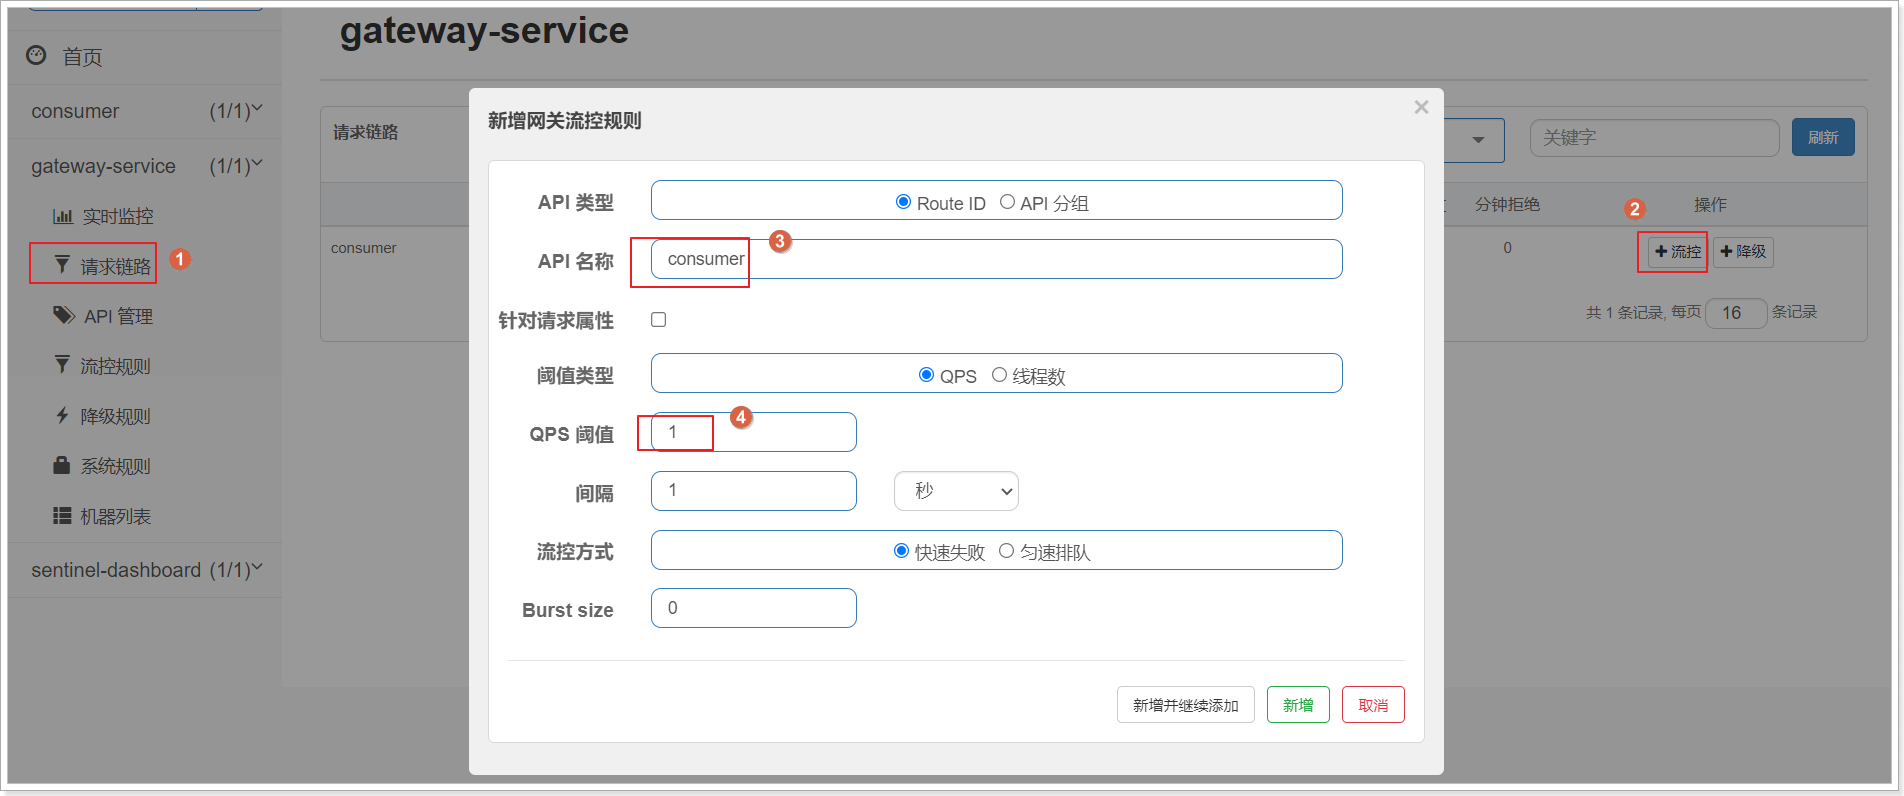 gateway-service
首页
consumer (1/1)
gateway-service (1/1)
实时监控
请求链路 1
API 管理
流控规则
降级规则
系统规则
机器列表
sentinel-dashboard (1/1)
请求链路
关键字
刷新
分钟拒绝
2
操作
consumer
0
流控
降级
共 1 条记录, 每页 16 条记录
新增网关流控规则
×
API 类型
Route ID API 分组
API 名称
consumer
3
针对请求属性
阈值类型
QPS 线程数
QPS 阈值
1
4
间隔
1
秒
流控方式
快速失败 匀速排队
Burst size
0
新增并继续添加
新增
取消